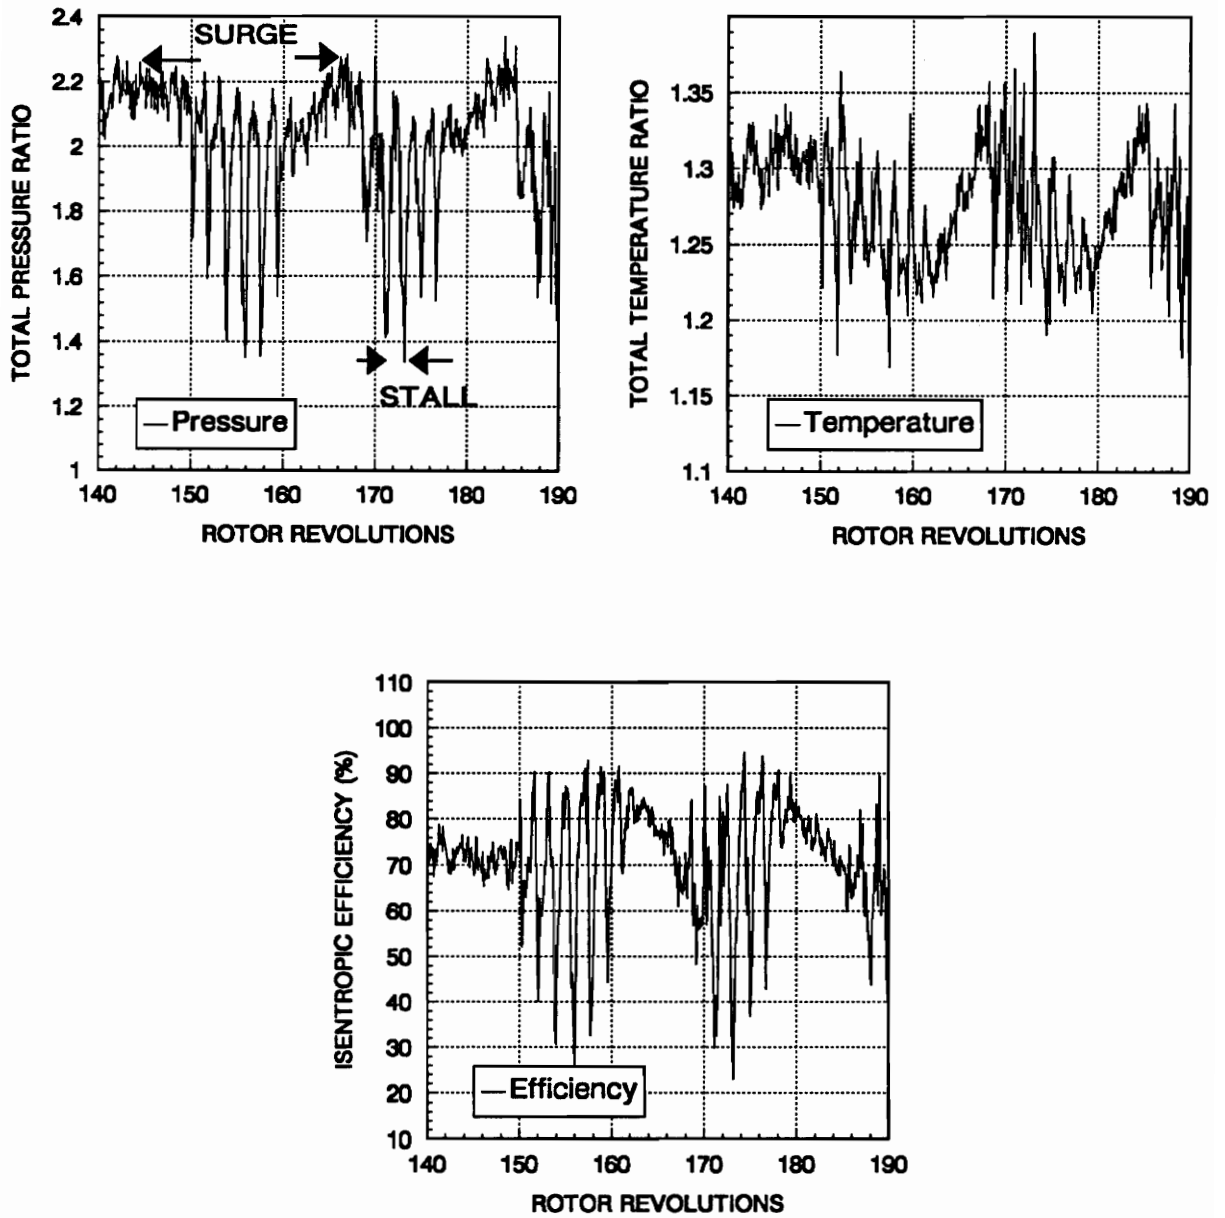 TOTAL PRESSURE RATIO
2.4
2.2
2
1.8
1.6
1.4
1.2
1
SURGE
STALL
Pressure
140 150 160 170 180 190
ROTOR REVOLUTIONS
TOTAL TEMPERATURE RATIO
1.35
1.3
1.25
1.2
1.15
1.1
Temperature
140 150 160 170 180 190
ROTOR REVOLUTIONS
ISENTROPIC EFFICIENCY (%)
110
100
90
80
70
60
50
40
30
20
10
Efficiency
140 150 160 170 180 190
ROTOR REVOLUTIONS